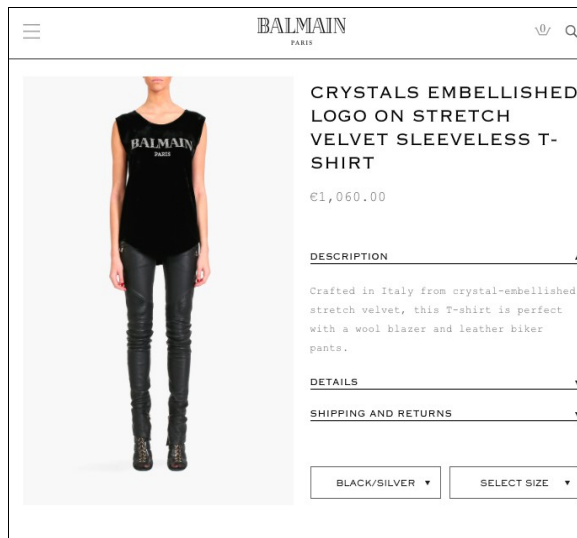 BALMAIN
PARIS
0
BALMAIN
PARIS
CRYSTALS EMBELLISHED
LOGO ON STRETCH
VELVET SLEEVELESS T-
SHIRT
€1,060.00
DESCRIPTION
Crafted in Italy from crystal-embellished
stretch velvet, this T-shirt is perfect
with a wool blazer and leather biker
pants.
DETAILS
SHIPPING AND RETURNS
BLACK/SILVER ▼ SELECT SIZE ▼